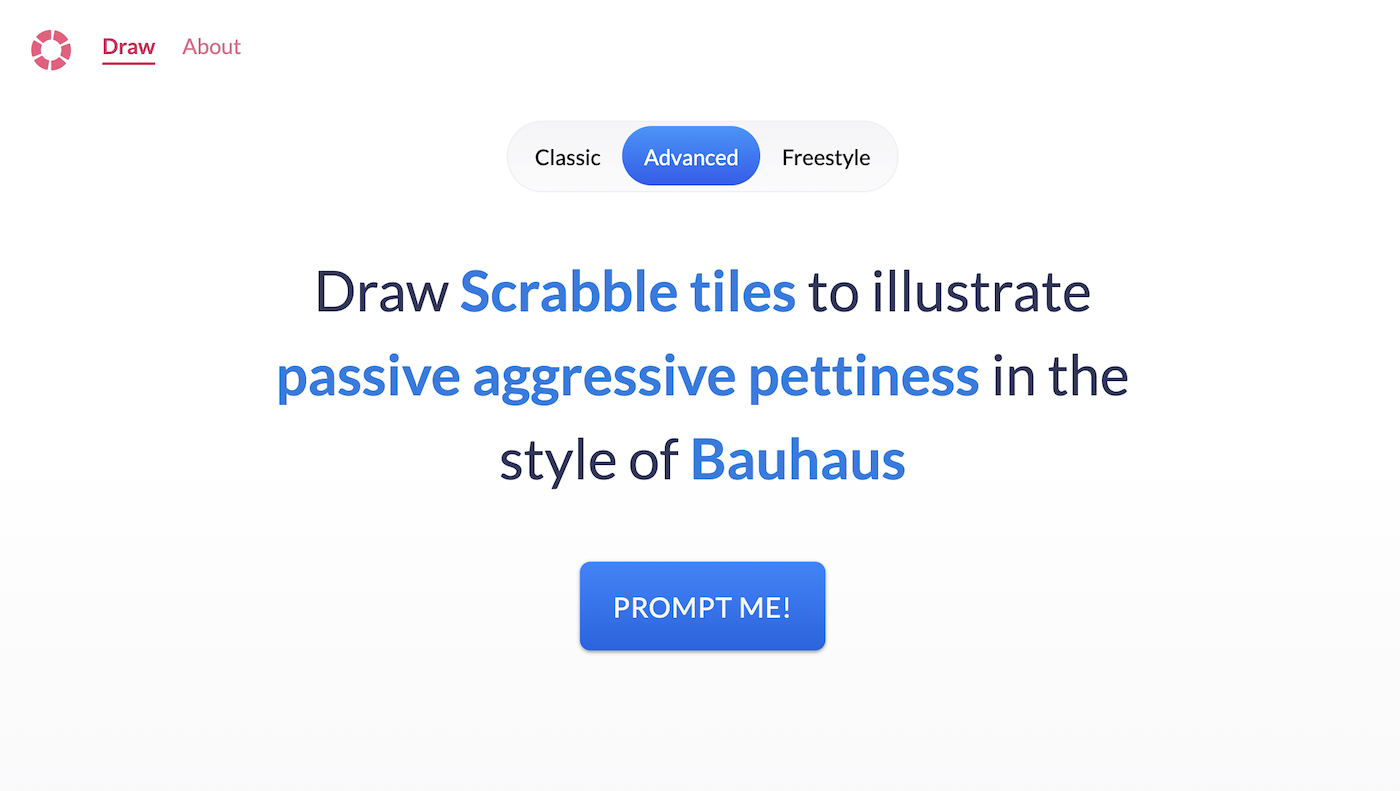 Draw About
Classic Advanced Freestyle
Draw Scrabble tiles to illustrate
passive aggressive pettiness in the
style of Bauhaus
PROMPT ME!